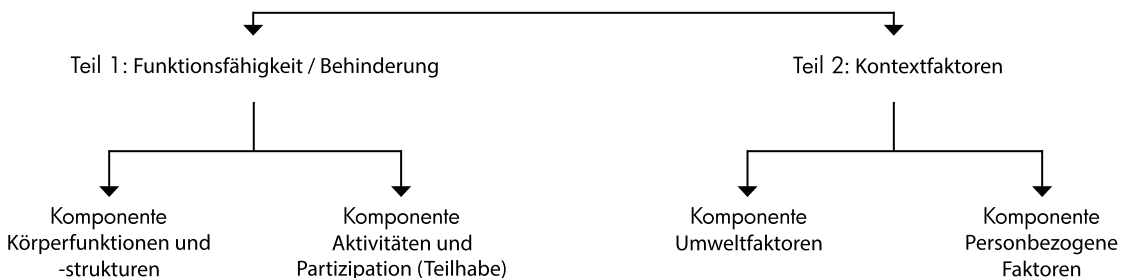 Teil 1: Funktionsfähigkeit / Behinderung
Teil 2: Kontextfaktoren
Komponente
Körperfunktionen und
-strukturen
Komponente
Aktivitäten und
Partizipation (Teilhabe)
Komponente
Umweltfaktoren
Komponente
Personbezogene
Faktoren